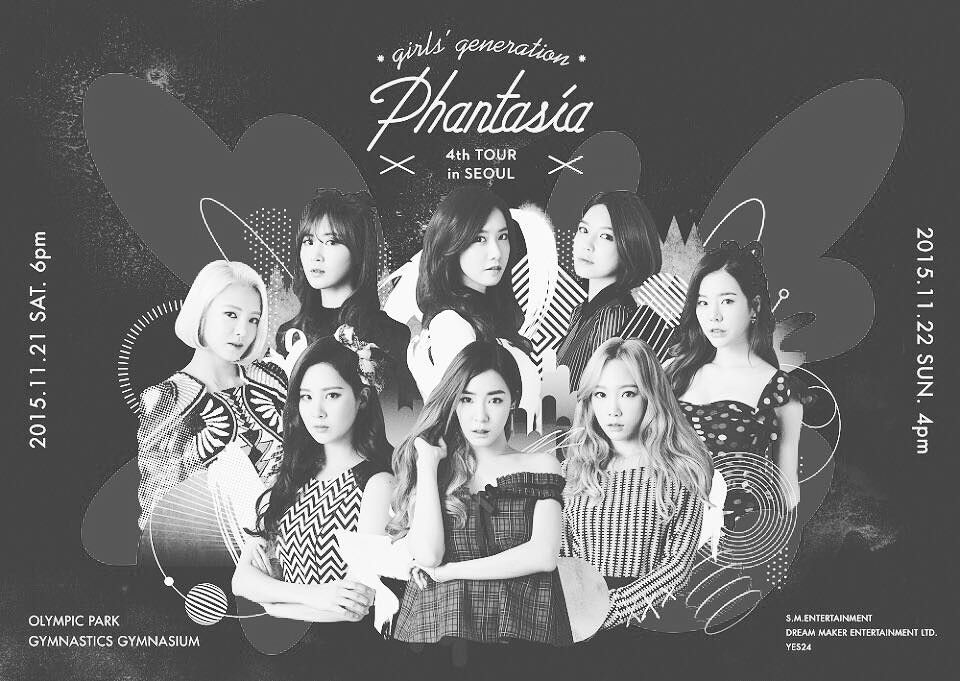 girls' generation
Phantasia
4th TOUR
in SEOUL
2015.11.21 SAT. 6pm
2015.11.22 SUN. 4pm
OLYMPIC PARK
GYMNASTICS GYMNASIUM
S.M.ENTERTAINMENT
DREAM MAKER ENTERTAINMENT LTD.
YES24